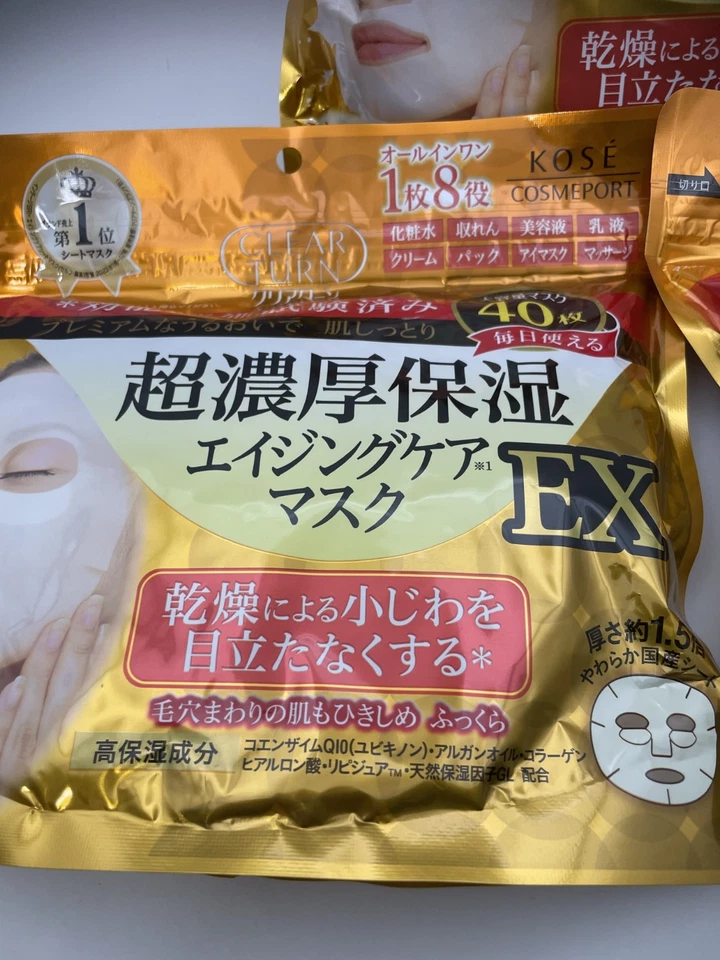 乾燥による
目立たな
切り口
第1位
シートマスク
オールインワン
1枚8役
化粧水 収れん 美容液 乳液
クリーム パック アイマスク マッサージ
KOSÉ
COSMEPORT
CLEAR
TURN
クリアターン
試験済み
プレミアムなうるおいで 肌しっとり
40枚
毎日使える
超濃厚保湿
エイジングケア※1
マスク
EX
乾燥による小じわを
目立たなくする*
毛穴まわりの肌もひきしめ ふっくら
高保湿成分
コエンザイムQ10(ユビキノン)・アルガンオイル・コラーゲン
ヒアルロン酸・リピジュア™・天然保湿因子GL 配合
厚さ約1.5倍
やわらか国産シート